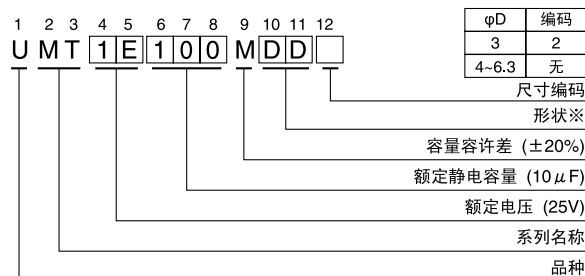 1 2 3 4 5 6 7 8 9 10 11 12
U M T 1 E 1 0 0 M D D
φD 编码
3 2
4~6.3 无
尺寸编码
形状※
容量容许差 (±20%)
额定静电容量 (10μF)
额定电压 (25V)
系列名称
品种